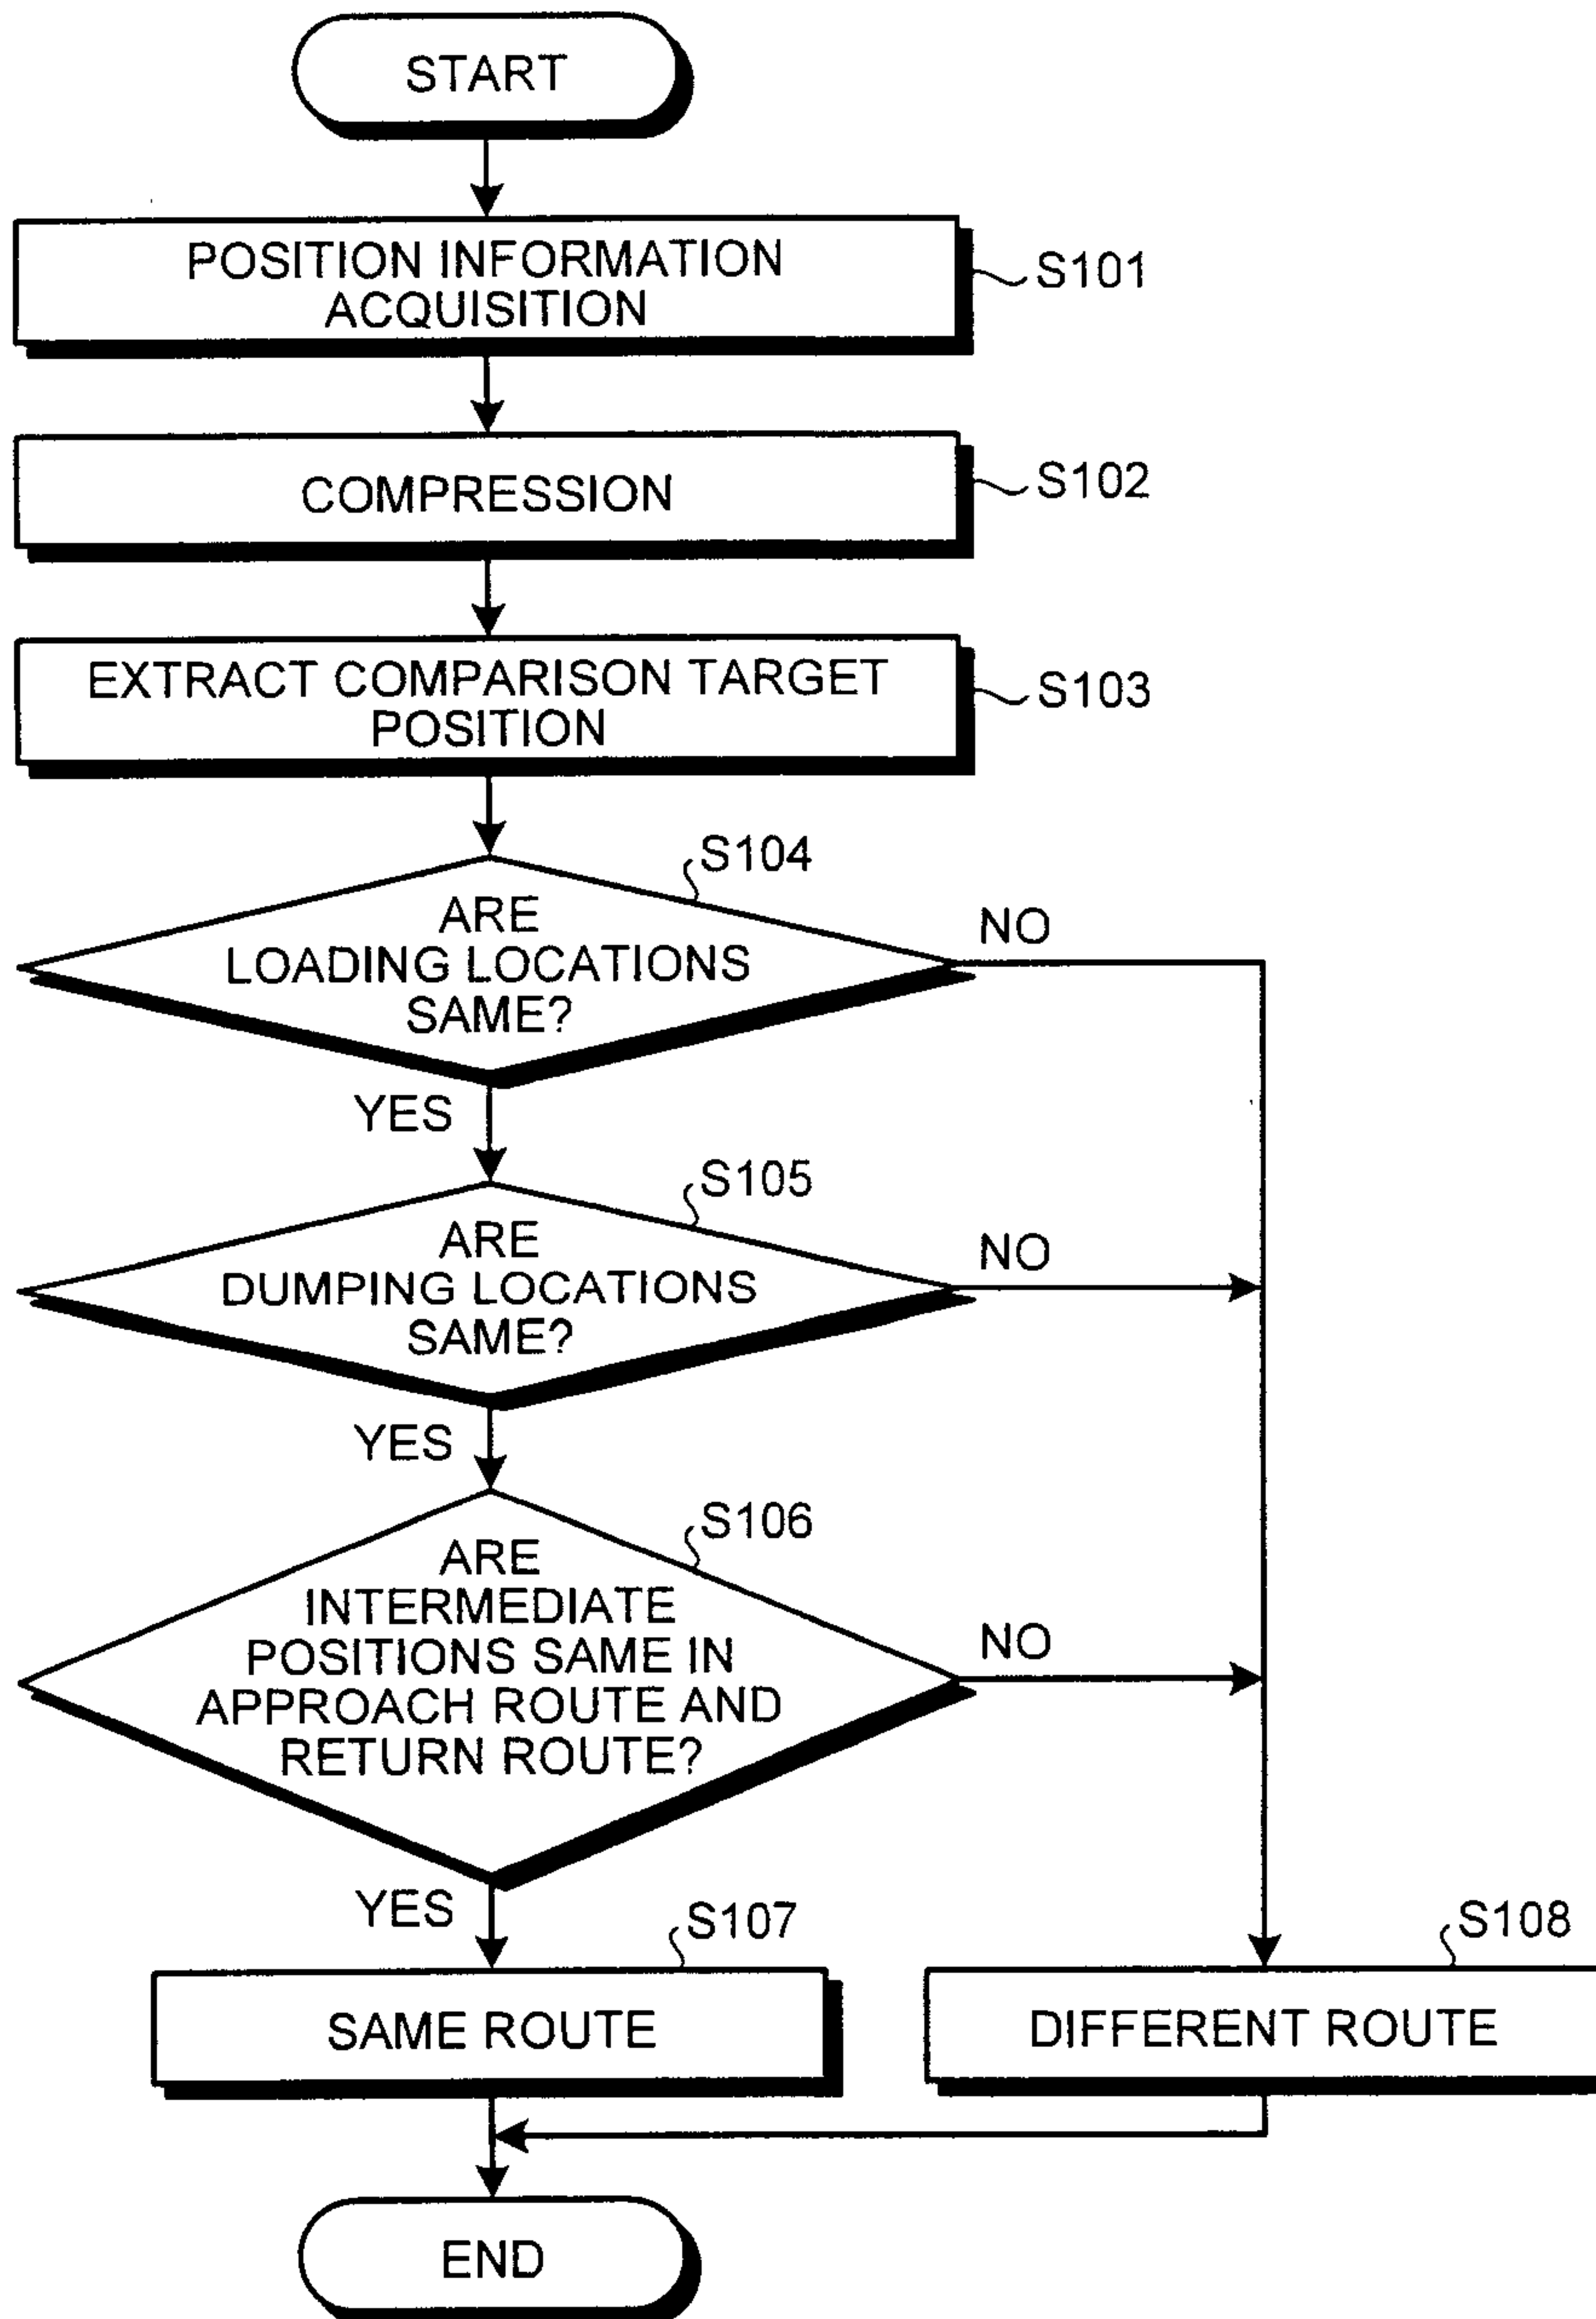 START
POSITION INFORMATION
ACQUISITION
S101
COMPRESSION
S102
EXTRACT COMPARISON TARGET
POSITION
S103
S104
ARE
LOADING LOCATIONS
SAME?
NO
YES
S105
ARE
DUMPING LOCATIONS
SAME?
NO
YES
S106
ARE
INTERMEDIATE
POSITIONS SAME IN
APPROACH ROUTE AND
RETURN ROUTE?
NO
YES
S107
SAME ROUTE
S108
DIFFERENT ROUTE
END